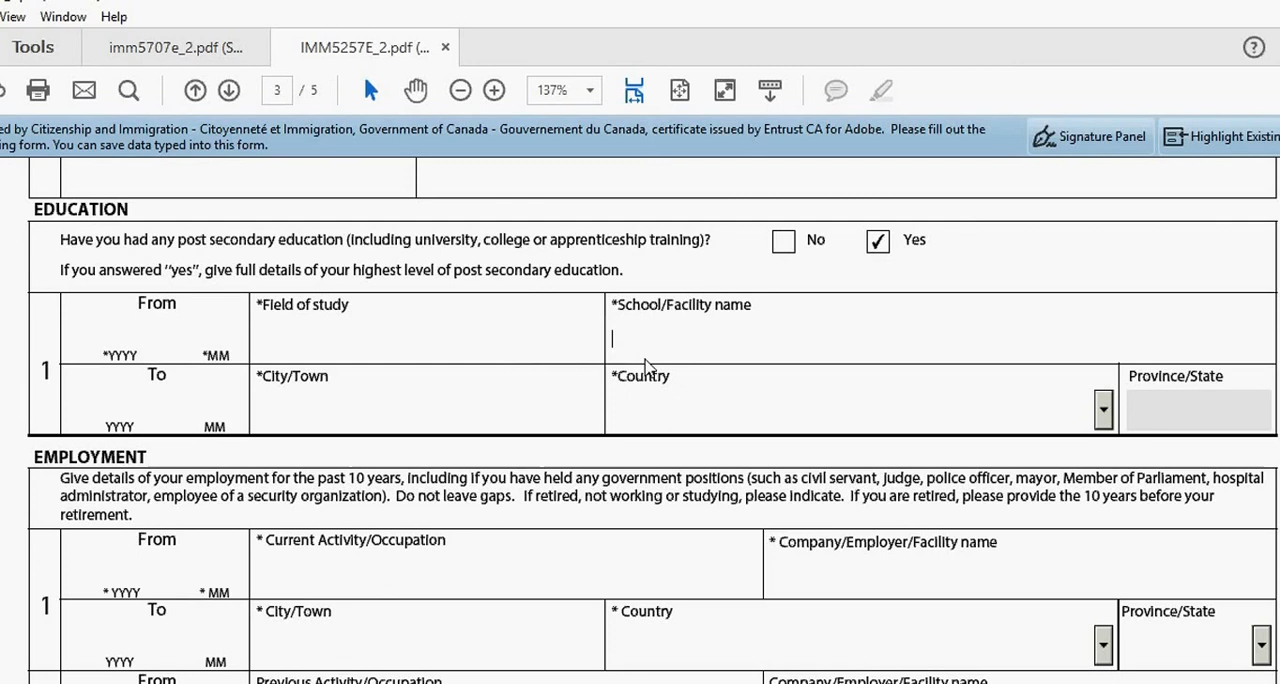 View Window Help
Tools imm5707e_2.pdf (S... IMM5257E_2.pdf (... ×
3 / 5 137%
ed by Citizenship and Immigration - Citoyenneté et Immigration, Government of Canada - Gouvernement du Canada, certificate issued by Entrust CA for Adobe. Please fill out the
ing form. You can save data typed into this form.
Signature Panel Highlight Existin
EDUCATION
Have you had any post secondary education (including university, college or apprenticeship training)? No Yes
If you answered "yes", give full details of your highest level of post secondary education.
From *Field of study *School/Facility name
*YYYY *MM
1
To *City/Town *Country Province/State
YYYY MM
EMPLOYMENT
Give details of your employment for the past 10 years, including if you have held any government positions (such as civil servant, judge, police officer, mayor, Member of Parliament, hospital
administrator, employee of a security organization). Do not leave gaps. If retired, not working or studying, please indicate. If you are retired, please provide the 10 years before your
retirement.
From * Current Activity/Occupation * Company/Employer/Facility name
* YYYY * MM
1
To * City/Town * Country Province/State
YYYY MM
From Previous Activity/Occupation Company/Employer/Facility name